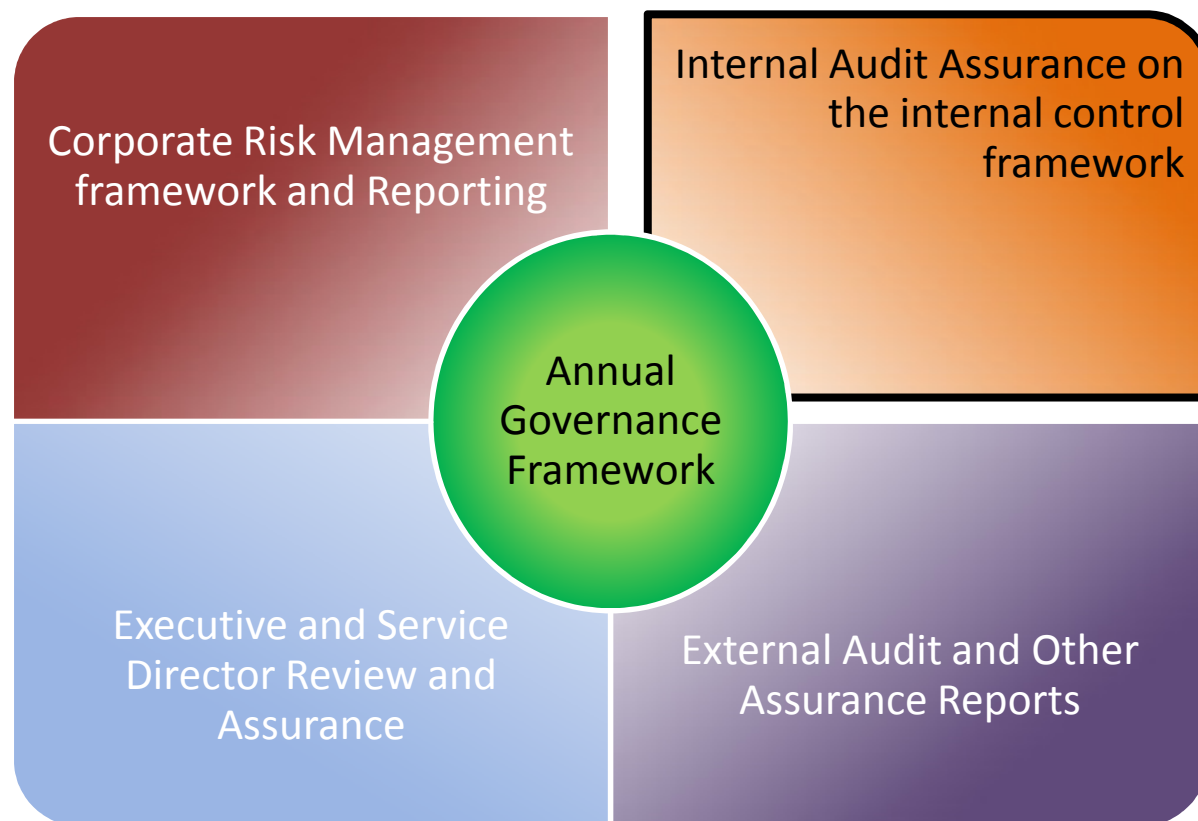 Corporate Risk Management
framework and Reporting
Internal Audit Assurance on
the internal control
framework
Annual
Governance
Framework
Executive and Service
Director Review and
Assurance
External Audit and Other
Assurance Reports